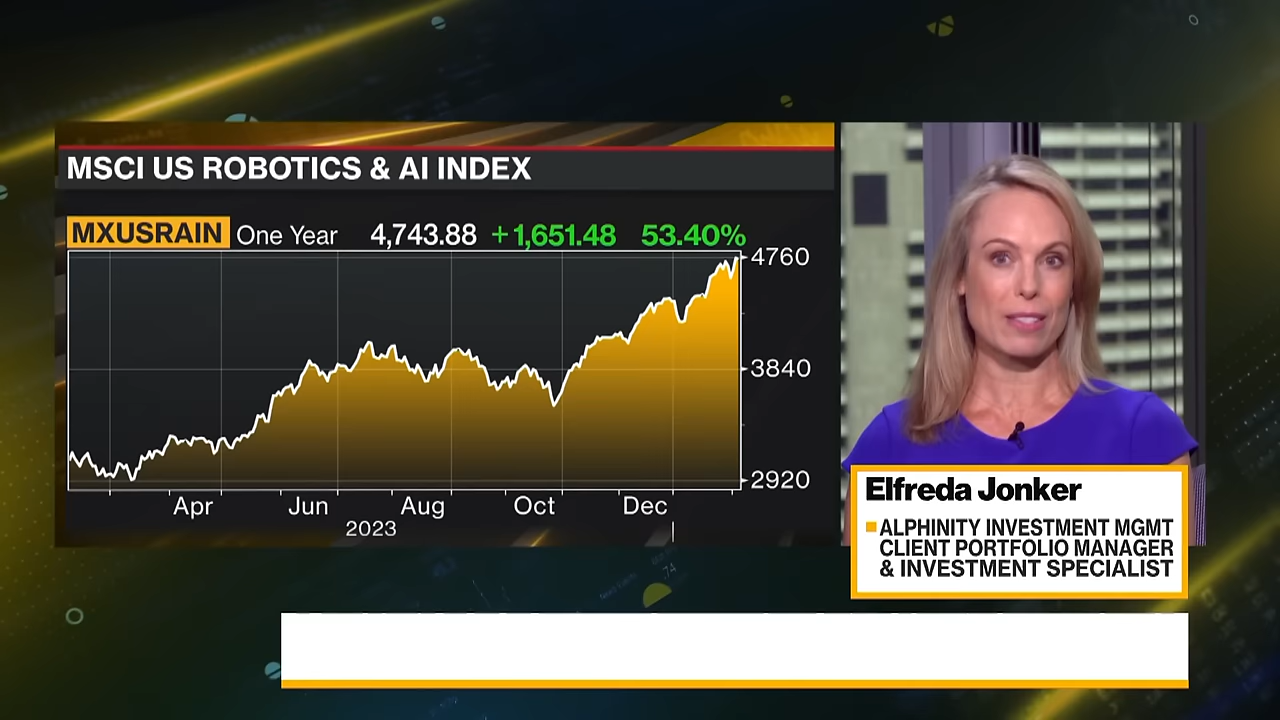 MSCI US ROBOTICS & AI INDEX
MXUSRAIN One Year 4,743.88 +1,651.48 53.40%
4760
3840
2920
Apr Jun Aug Oct Dec
2023
Elfreda Jonker
ALPHINITY INVESTMENT MGMT
CLIENT PORTFOLIO MANAGER
& INVESTMENT SPECIALIST
.74